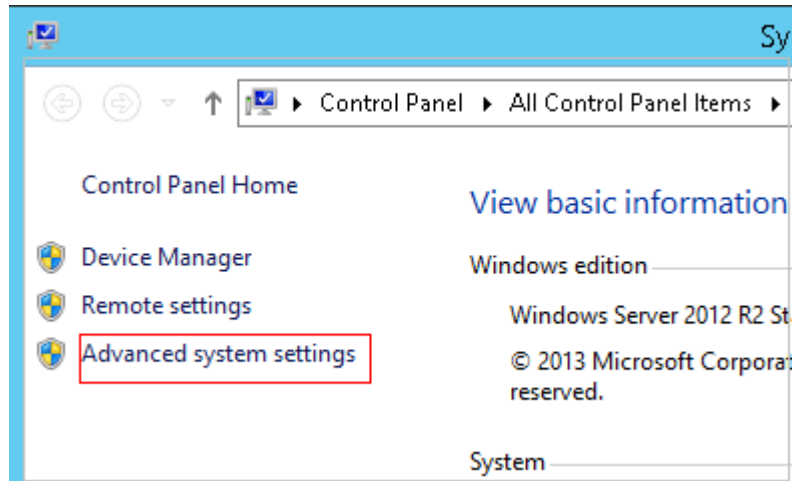 Sy
Control Panel ▸ All Control Panel Items ▸
Control Panel Home
View basic information
Device Manager
Windows edition
Remote settings
Windows Server 2012 R2 St
Advanced system settings
© 2013 Microsoft Corporat
reserved.
System